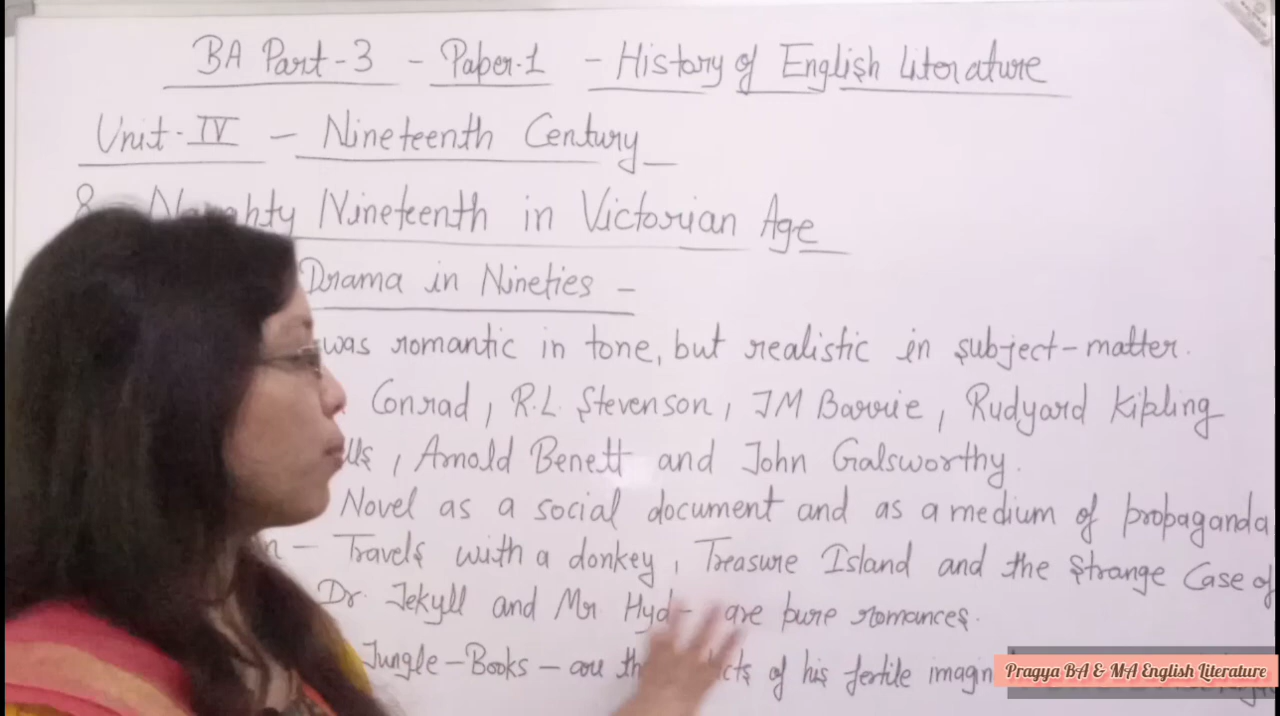 BA Part-3 - Paper-1 - History of English Literature
Unit-IV - Nineteenth Century
8. Naughty Nineteenth in Victorian Age
Drama in Nineties -
was romantic in tone, but realistic in subject-matter.
Conrad, R.L. Stevenson, JM Barrie, Rudyard Kipling
, Arnold Benett and John Galsworthy.
Novel as a social document and as a medium of propaganda
- Travels with a donkey, Treasure Island and the Strange Case of
Dr. Jekyll and Mr are pure romances.
Jungle-Books - are of his fertile
Pragya BA & MA English Literature